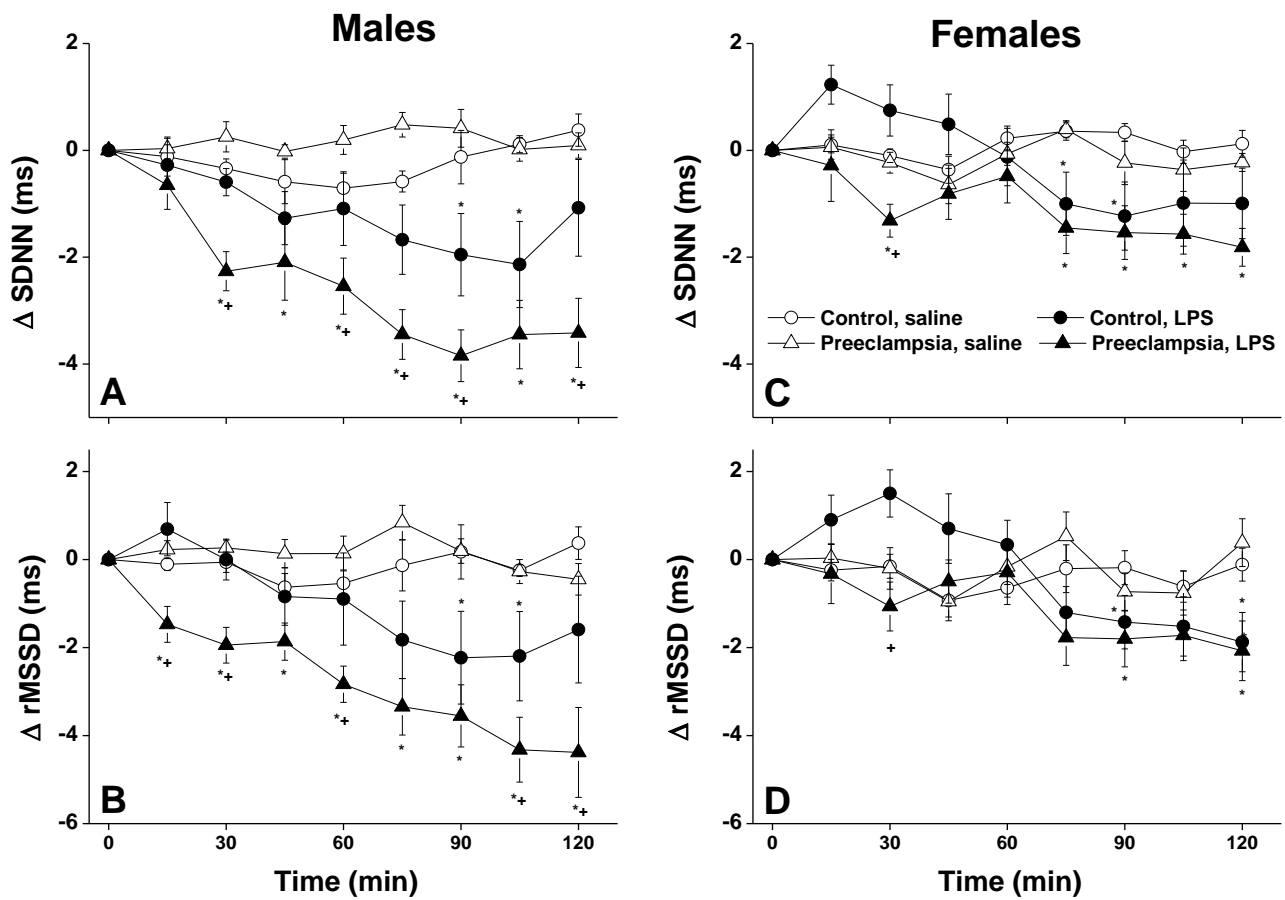 Males
Females
2
0
-2
-4
Δ SDNN (ms)
* *
*+ * *+ *+ *+ * *+
A
2
0
-2
-4
Δ SDNN (ms)
* *
*+ * * * *
Control, saline
Control, LPS
Preeclampsia, saline
Preeclampsia, LPS
C
2
0
-2
-4
-6
Δ rMSSD (ms)
* *
*+ *+ * *+ * * *+ *+
B
0 30 60 90 120
Time (min)
2
0
-2
-4
-6
Δ rMSSD (ms)
* *
+ * *
D
0 30 60 90 120
Time (min)